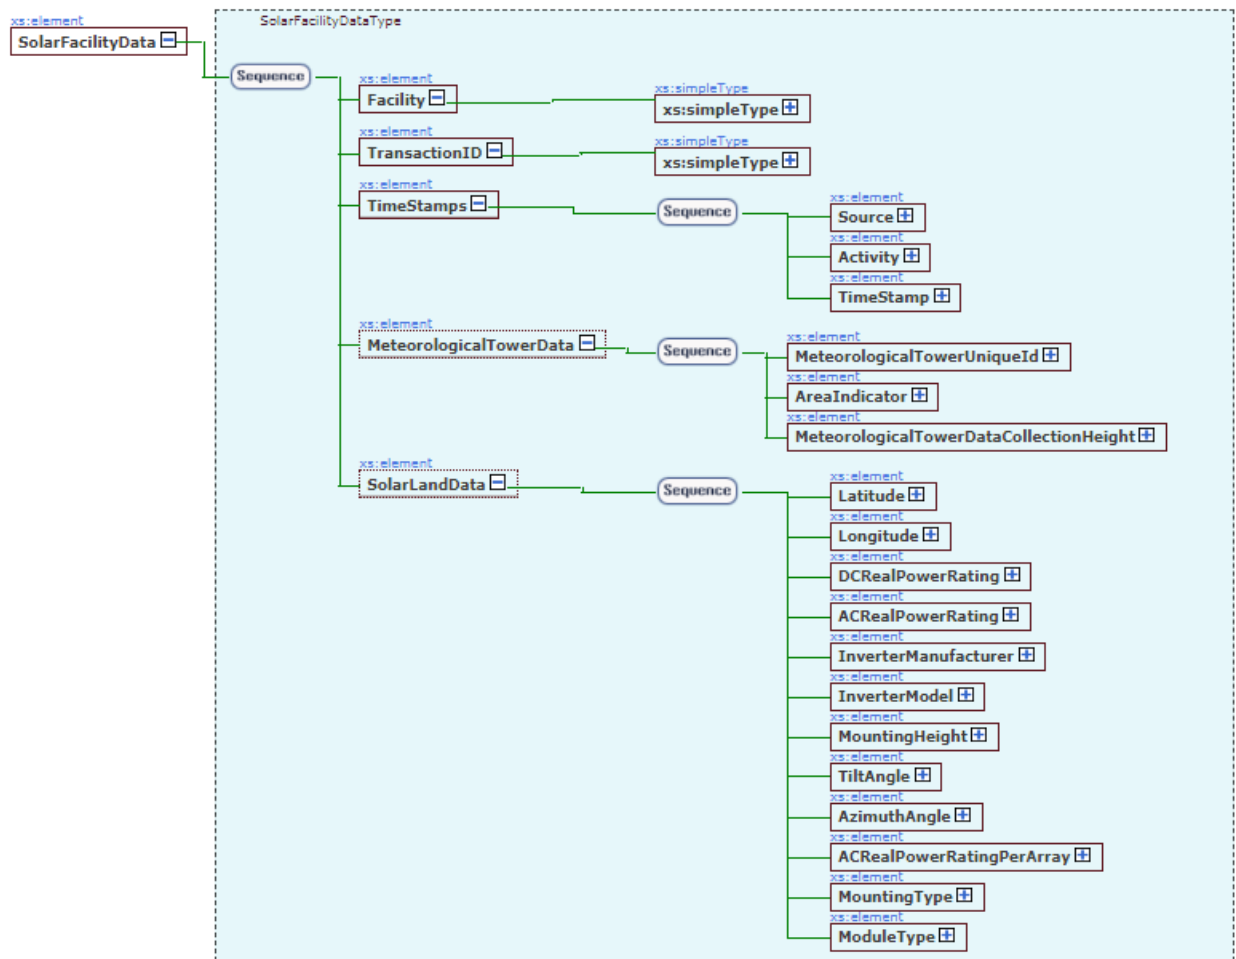 xs:element
SolarFacilityData
SolarFacilityDataType
Sequence
xs:element
Facility
xs:simpleType
xs:simpleType
xs:element
TransactionID
xs:simpleType
xs:simpleType
xs:element
TimeStamps
Sequence
xs:element
Source
xs:element
Activity
xs:element
TimeStamp
xs:element
MeteorologicalTowerData
Sequence
xs:element
MeteorologicalTowerUniqueId
xs:element
AreaIndicator
xs:element
MeteorologicalTowerDataCollectionHeight
xs:element
SolarLandData
Sequence
xs:element
Latitude
xs:element
Longitude
xs:element
DCRealPowerRating
xs:element
ACRealPowerRating
xs:element
InverterManufacturer
xs:element
InverterModel
xs:element
MountingHeight
xs:element
TiltAngle
xs:element
AzimuthAngle
xs:element
ACRealPowerRatingPerArray
xs:element
MountingType
xs:element
ModuleType